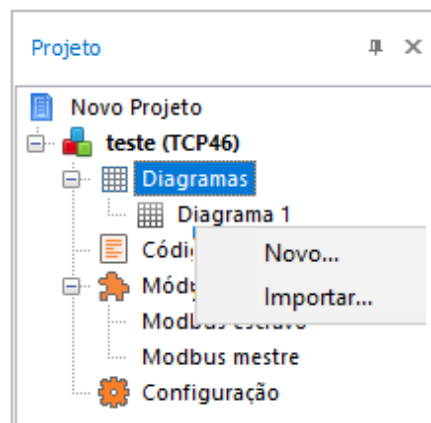 Projeto
Novo Projeto
teste (TCP46)
Diagramas
Diagrama 1
Novo...
Importar...
Modbus mestre
Configuração